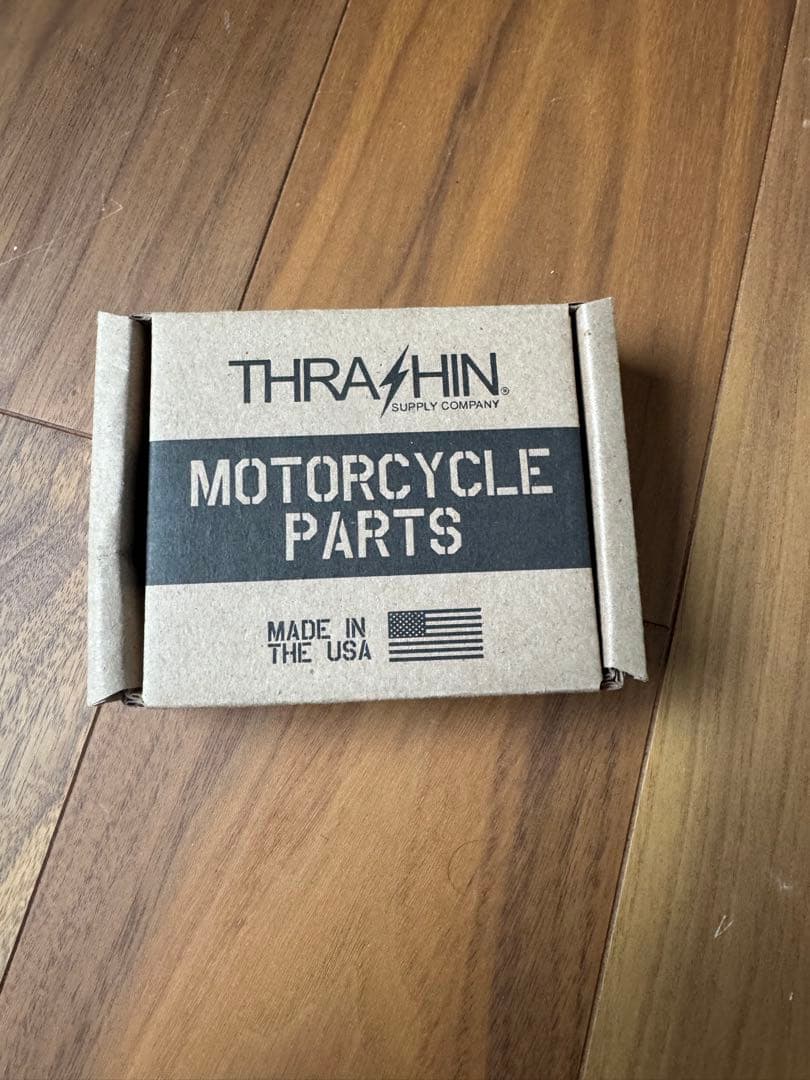 THRASHIN®
SUPPLY COMPANY
MOTORCYCLE
PARTS
MADE IN
THE USA